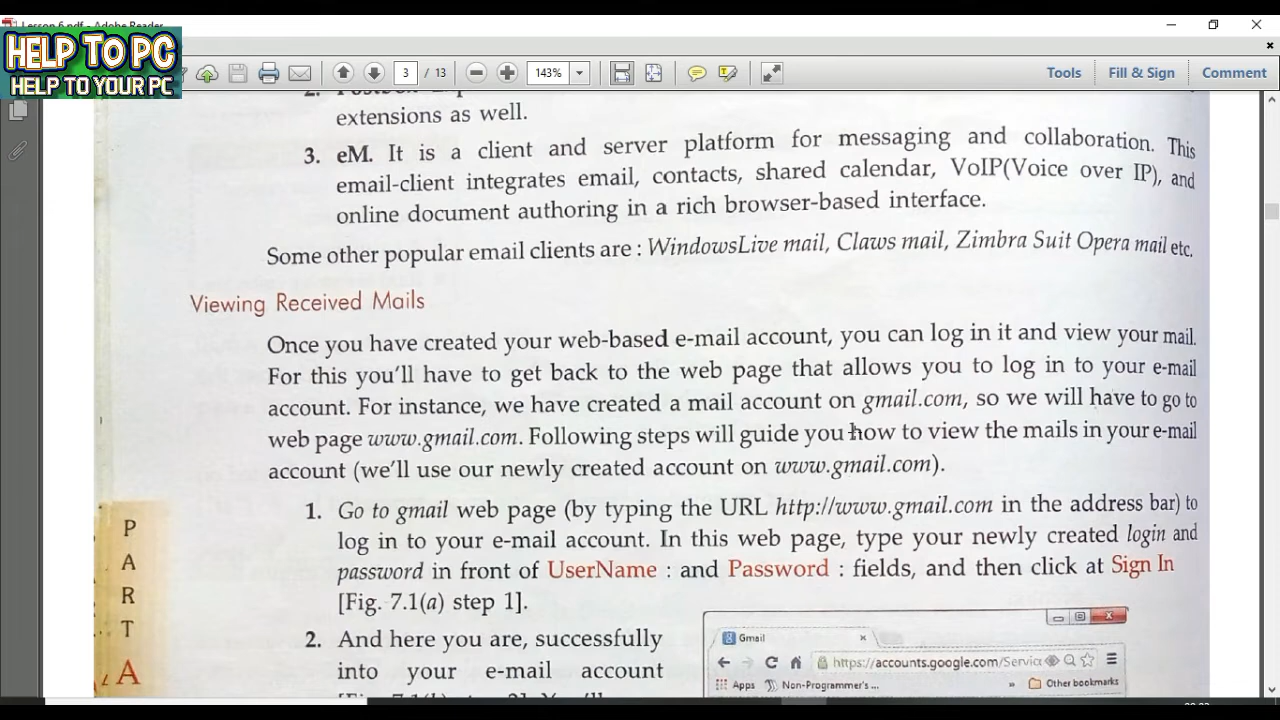 Lesson 6.pdf - Adobe Reader
HELP TO PC
HELP TO YOUR PC
3 / 13
143%
Tools
Fill & Sign
Comment
2.
extensions as well.
3. eM. It is a client and server platform for messaging and collaboration. This
email-client integrates email, contacts, shared calendar, VoIP(Voice over IP), and
online document authoring in a rich browser-based interface.
Some other popular email clients are : WindowsLive mail, Claws mail, Zimbra Suit Opera mail etc.
Viewing Received Mails
Once you have created your web-based e-mail account, you can log in it and view your mail.
For this you'll have to get back to the web page that allows you to log in to your e-mail
account. For instance, we have created a mail account on gmail.com, so we will have to go to
web page www.gmail.com. Following steps will guide you how to view the mails in your e-mail
account (we'll use our newly created account on www.gmail.com).
1. Go to gmail web page (by typing the URL http://www.gmail.com in the address bar) to
log in to your e-mail account. In this web page, type your newly created login and
password in front of UserName : and Password : fields, and then click at Sign In
[Fig. 7.1(a) step 1].
2. And here you are, successfully
into your e-mail account
PART A
Gmail
https://accounts.google.com/Servic
Apps
Non-Programmer's ...
»
Other bookmarks